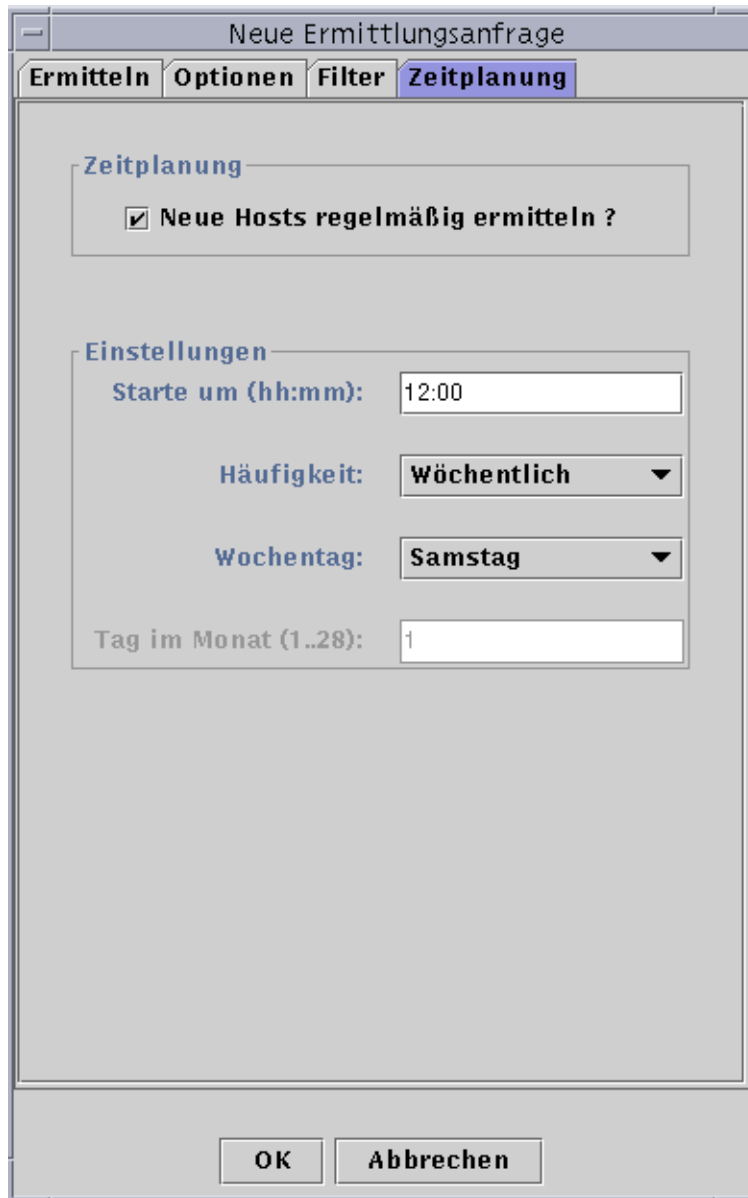 Neue Ermittlungsanfrage
Ermitteln Optionen Filter Zeitplanung
Zeitplanung
Neue Hosts regelmäßig ermitteln ?
Einstellungen
Starte um (hh:mm): 12:00
Häufigkeit: Wöchentlich
Wochentag: Samstag
Tag im Monat (1..28): 1
OK Abbrechen